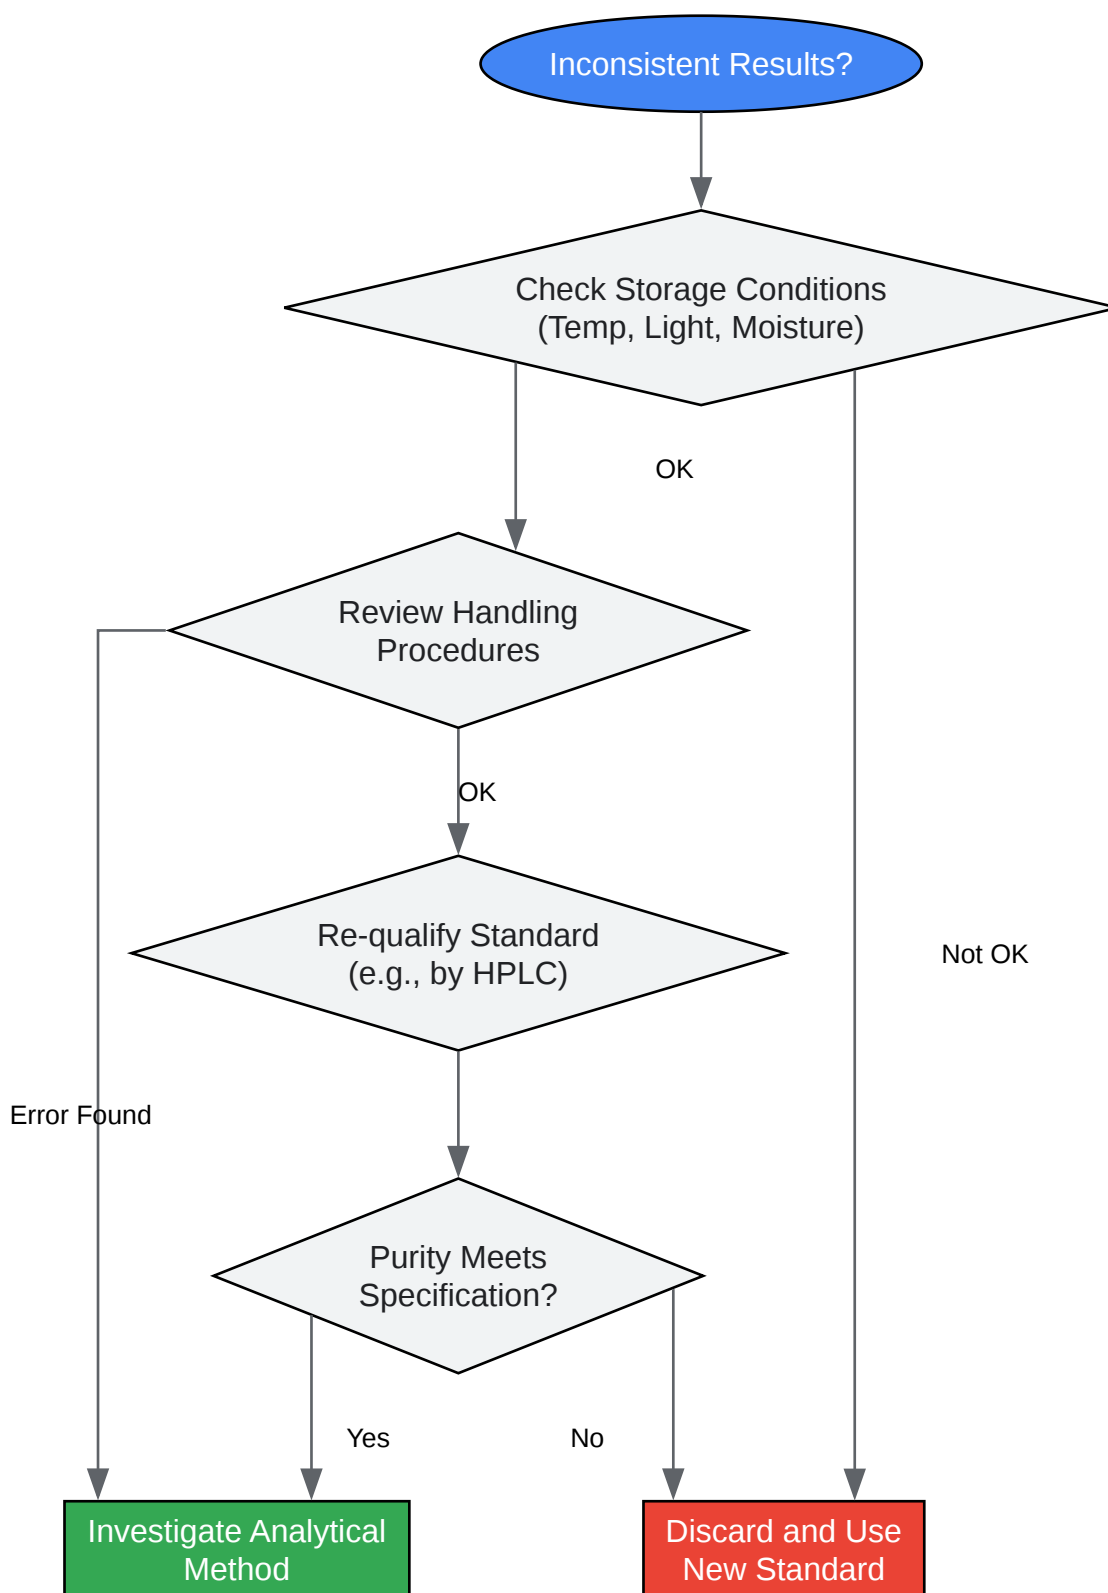 Inconsistent Results?
Check Storage Conditions
(Temp, Light, Moisture)
OK
Review Handling
Procedures
OK
Re-qualify Standard
(e.g., by HPLC)
Not OK
Error Found
Purity Meets
Specification?
Yes
No
Investigate Analytical
Method
Discard and Use
New Standard